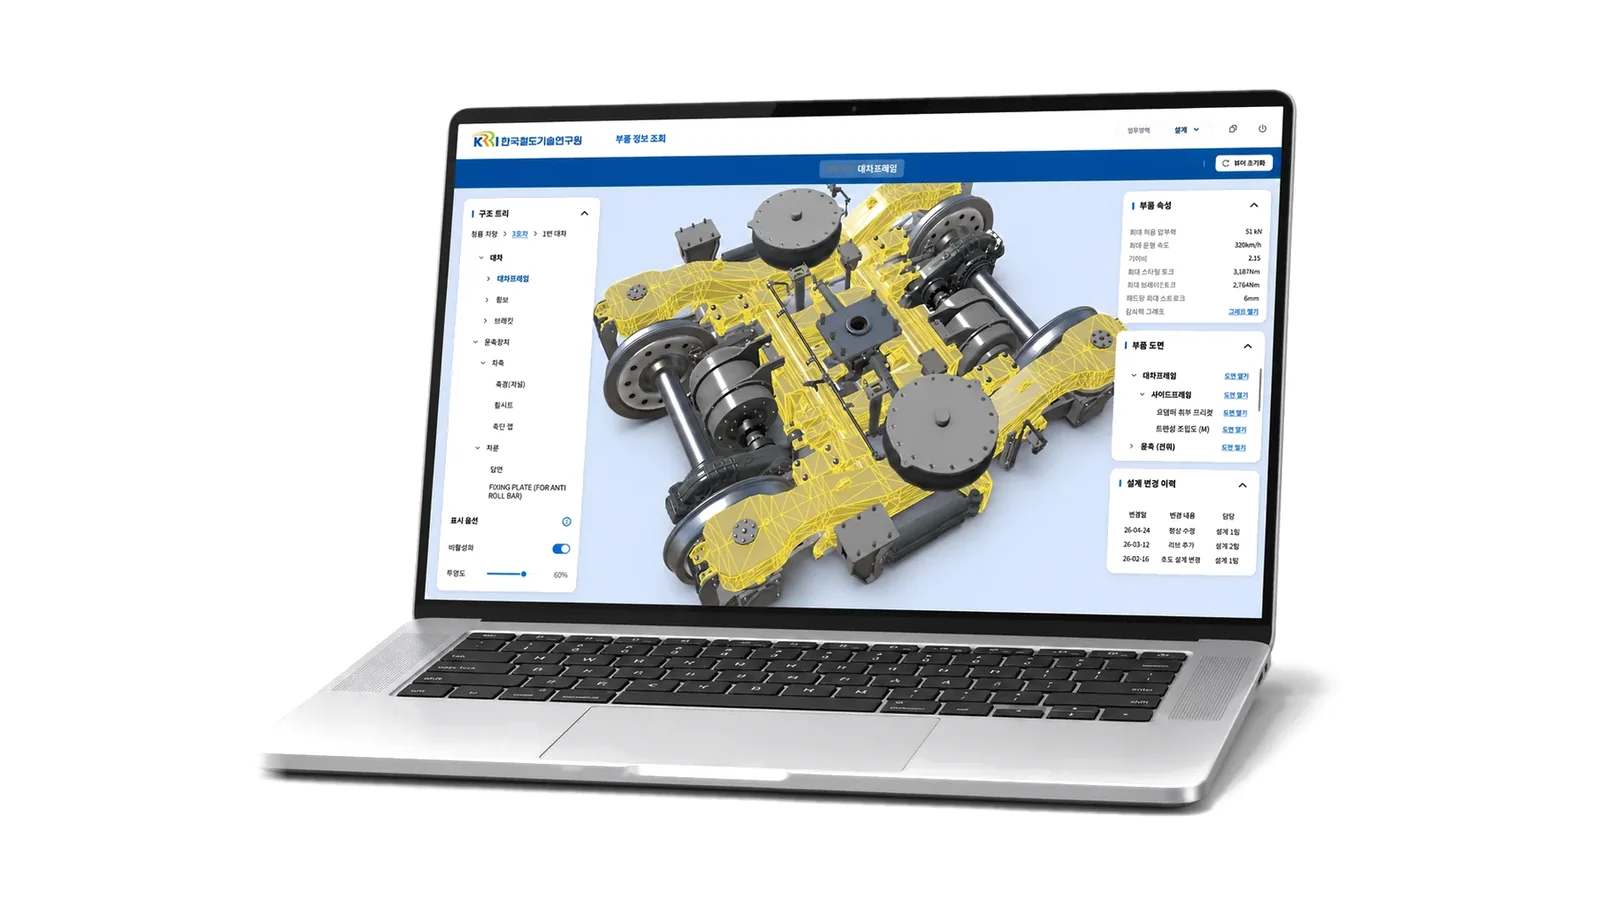 KRRI 한국철도기술연구원
부품 정보 조회
업무영역
설계
대차프레임
뷰어 초기화
구조 트리
청룡 차량 > 3호차 > 1번 대차
대차
대차프레임
횡보
브래킷
윤축장치
차축
축경(저널)
휠시트
축단 캡
차륜
답면
FIXING PLATE (FOR ANTI
ROLL BAR)
표시 옵션
비활성화
투명도
60%
부품 속성
최대 허용 압부력 51 kN
최대 운행 속도 320km/h
기어비 2.15
최대 스타팅 토크 3,187Nm
최대 브레이크토크 2,764Nm
패드당 최대 스트로크 6mm
감쇠력 그래프
부품 도면
대차프레임 도면 열기
사이드프레임 도면 열기
요댐퍼 취부 브라켓 도면 열기
도면 열기
윤축 (전위) 도면 열기
설계 변경 이력
변경일 변경 내용 담당
26-04-24 형상 수정 설계 1팀
26-03-12 리브 추가 설계 2팀
26-02-16 초도 설계 변경 설계 1팀